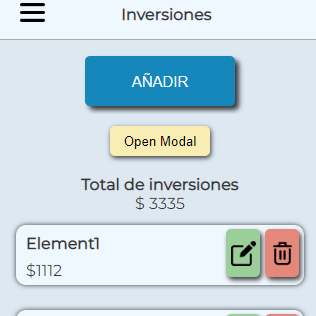 Inversiones
AÑADIR
Open Modal
Total de inversiones
$ 3335
Element1
$1112